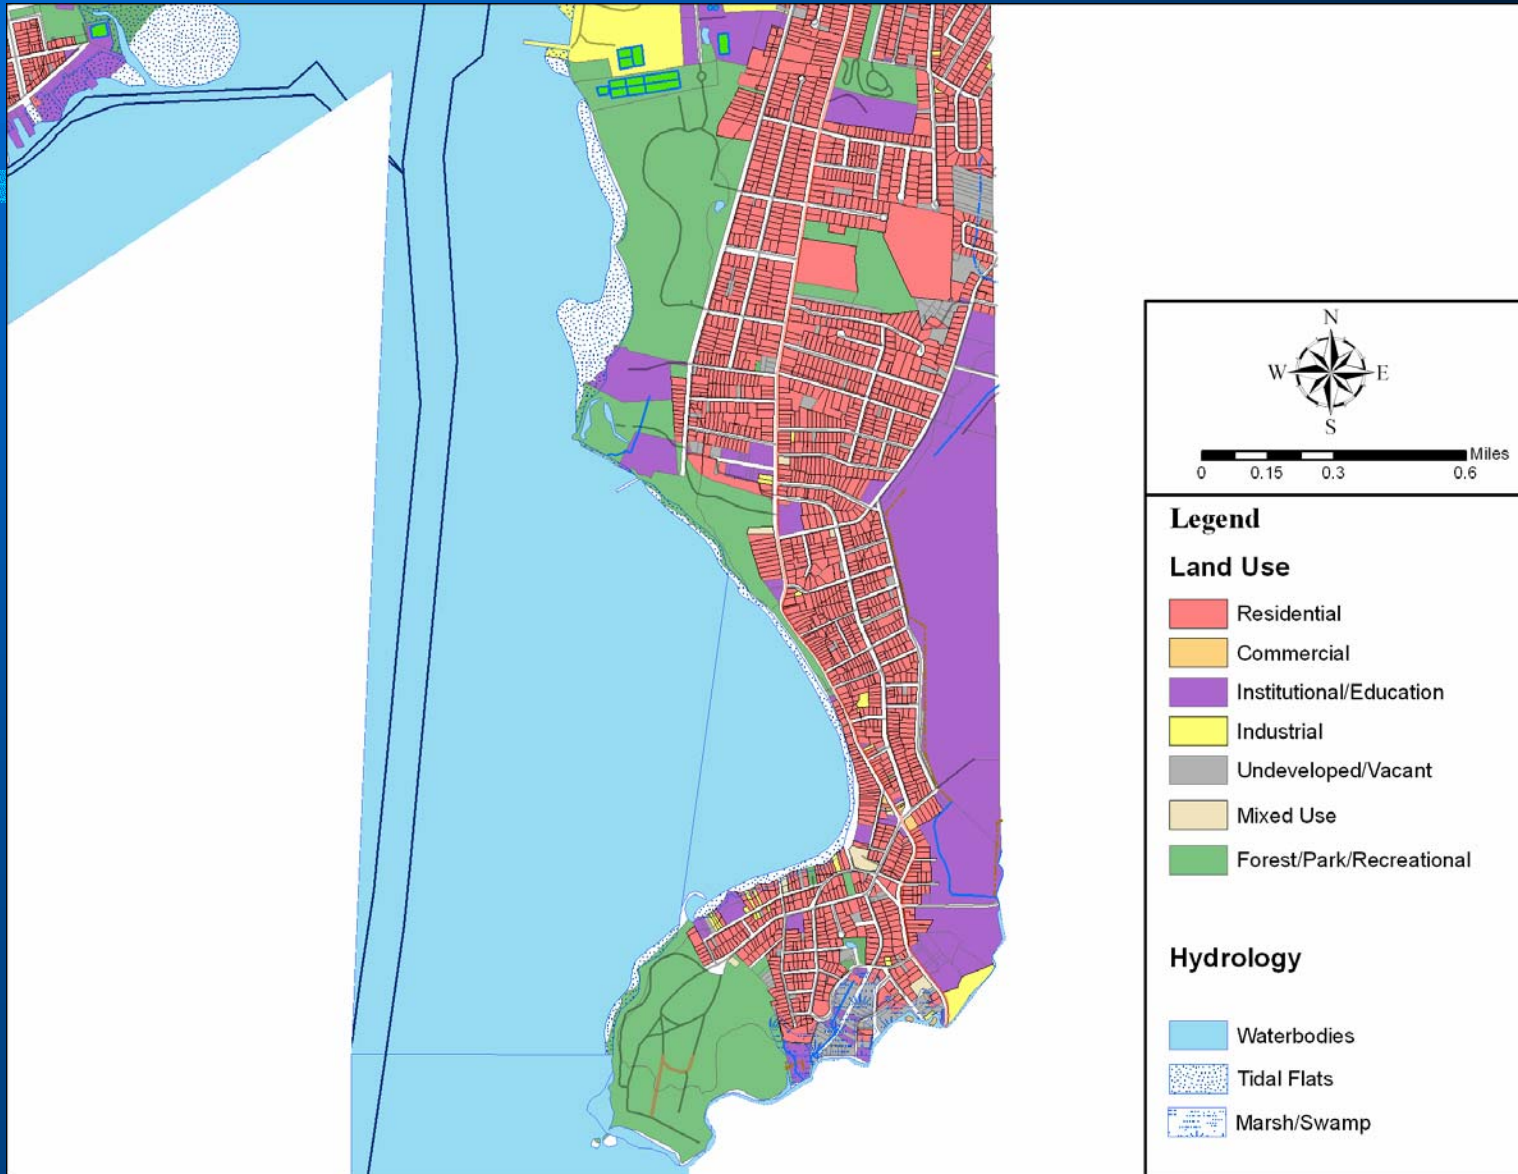 N
W E
S
Miles
0 0.15 0.3 0.6
Legend
Land Use
Residential
Commercial
Institutional/Education
Industrial
Undeveloped/Vacant
Mixed Use
Forest/Park/Recreational
Hydrology
Waterbodies
Tidal Flats
Marsh/Swamp